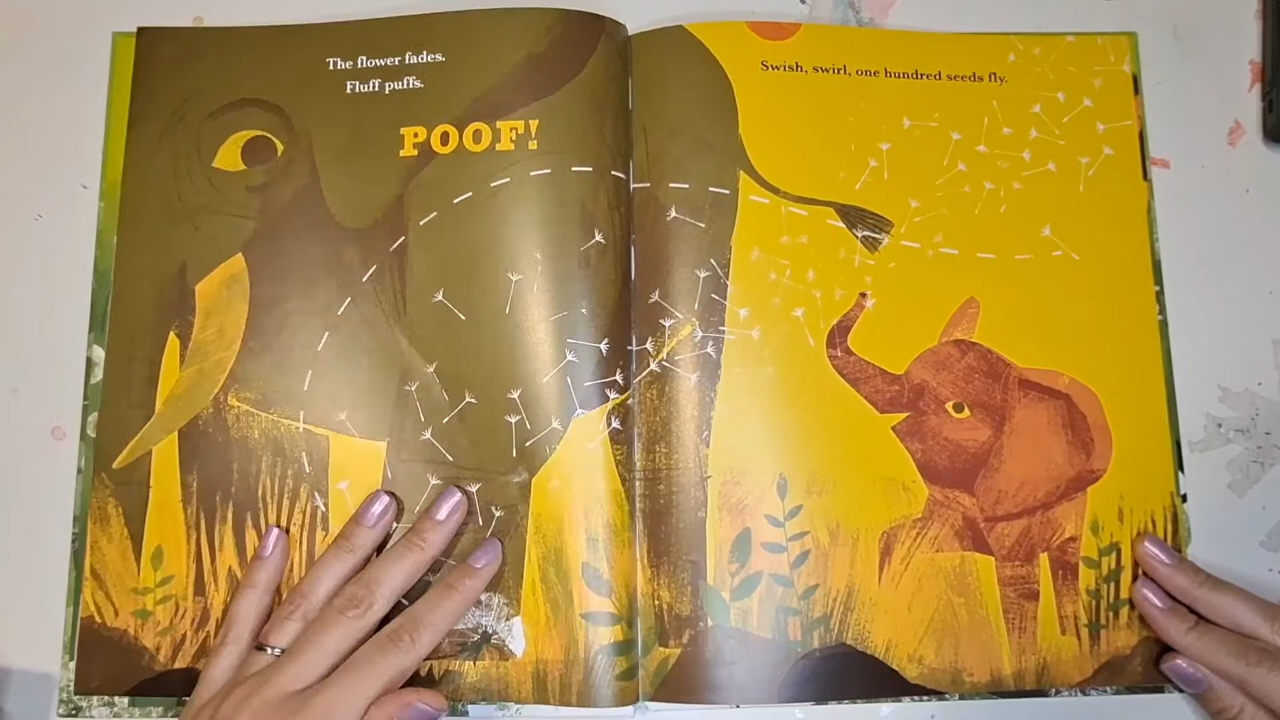 The flower fades.
Fluff puffs.
POOF!
Swish, swirl, one hundred seeds fly.